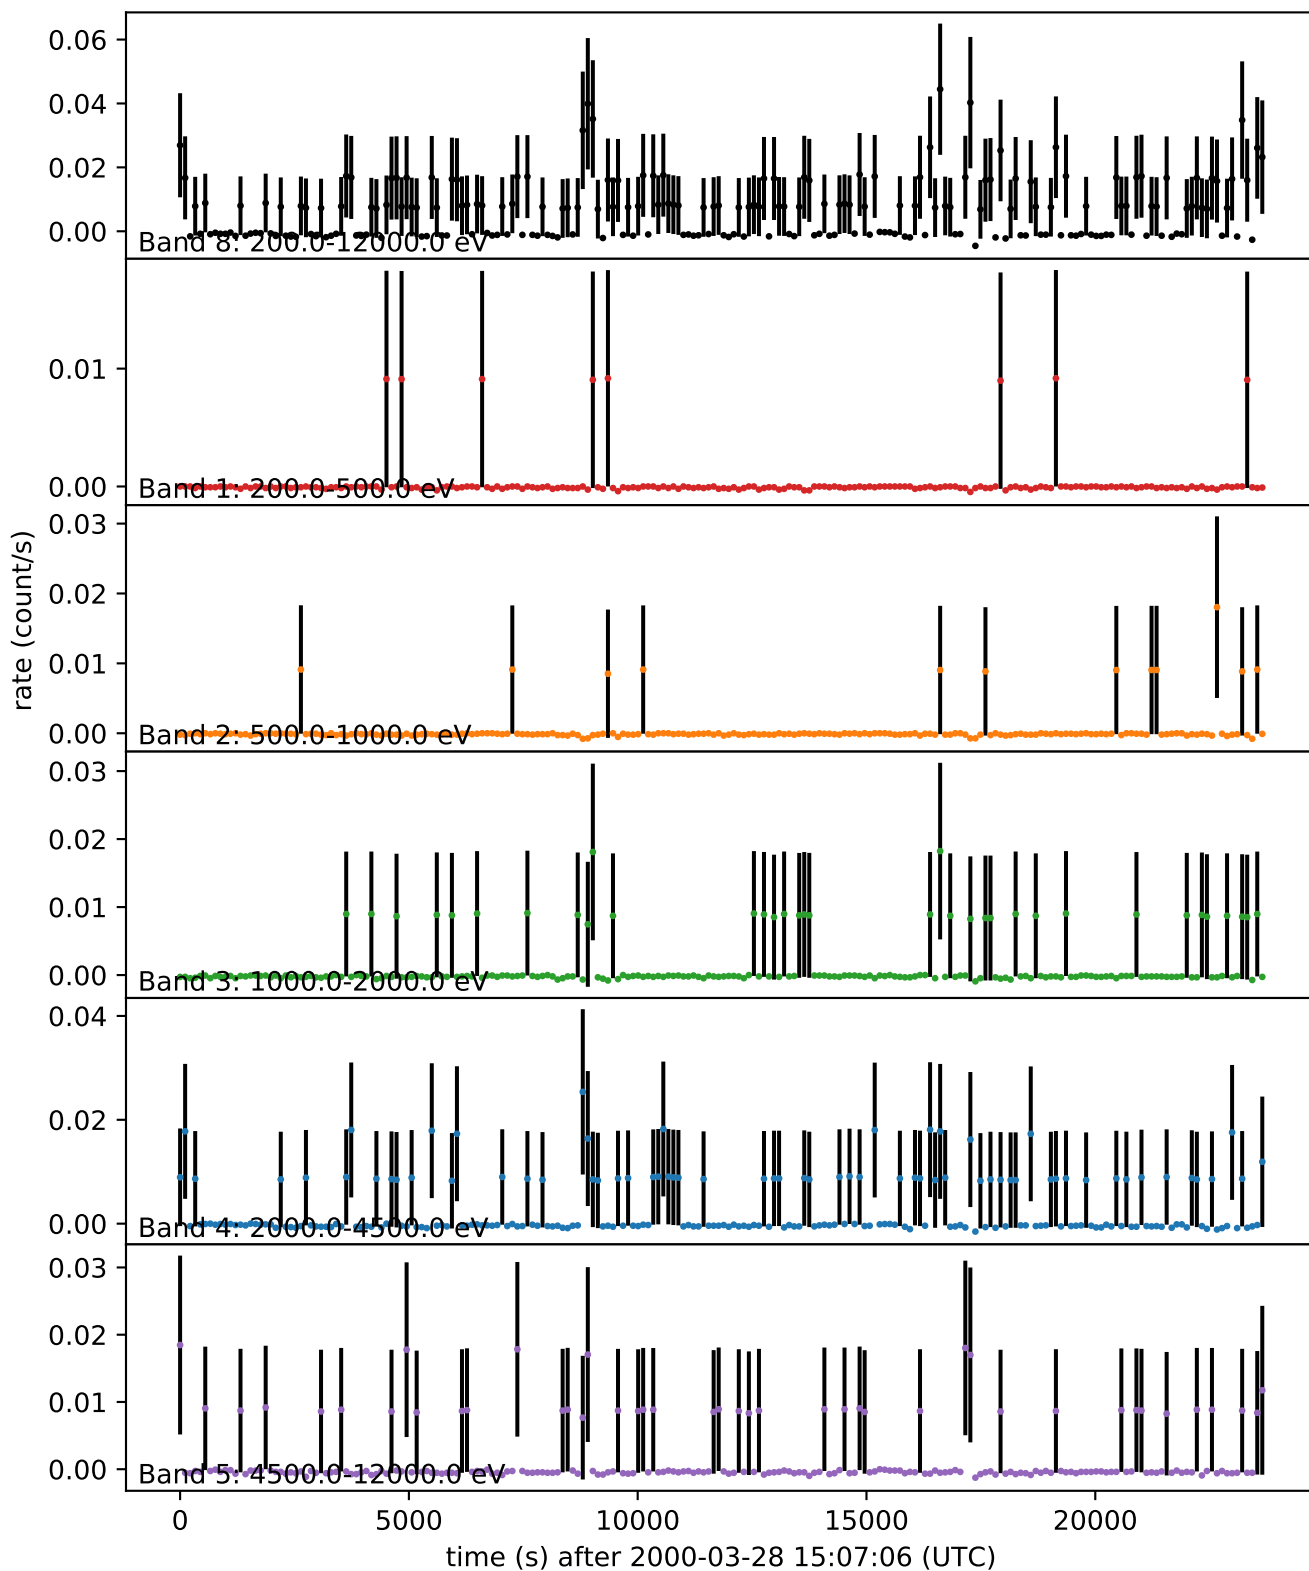 0.06
0.04
0.02
0.00
Band 8: 200.0-12000.0 eV
0.01
0.00
Band 1: 200.0-500.0 eV
0.03
0.02
0.01
0.00
Band 2: 500.0-1000.0 eV
rate (count/s)
0.03
0.02
0.01
0.00
Band 3: 1000.0-2000.0 eV
0.04
0.02
0.00
Band 4: 2000.0-4500.0 eV
0.03
0.02
0.01
0.00
Band 5: 4500.0-12000.0 eV
0 5000 10000 15000 20000
time (s) after 2000-03-28 15:07:06 (UTC)